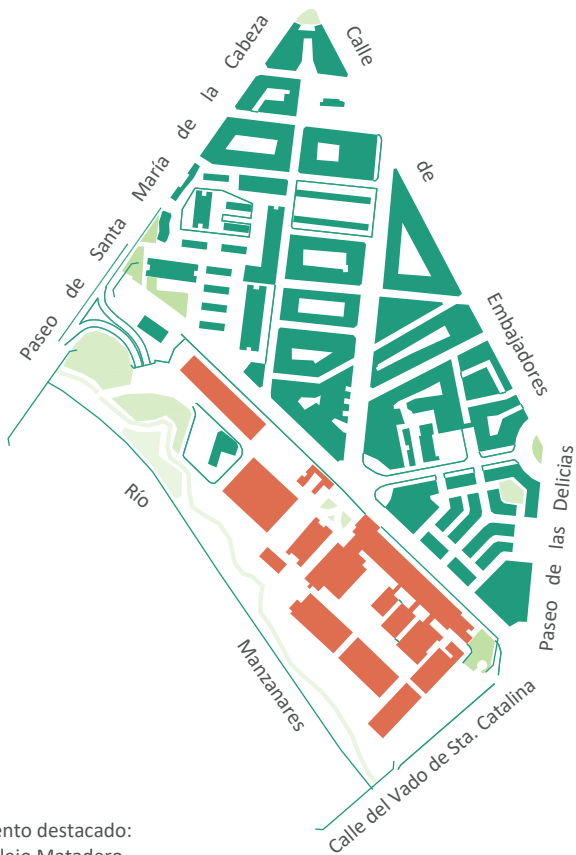 Paseo de Santa María de la Cabeza
Calle de Embajadores
Paseo de las Delicias
Río Manzanares
Calle del Vado de Sta. Catalina
destacado:
Matadero